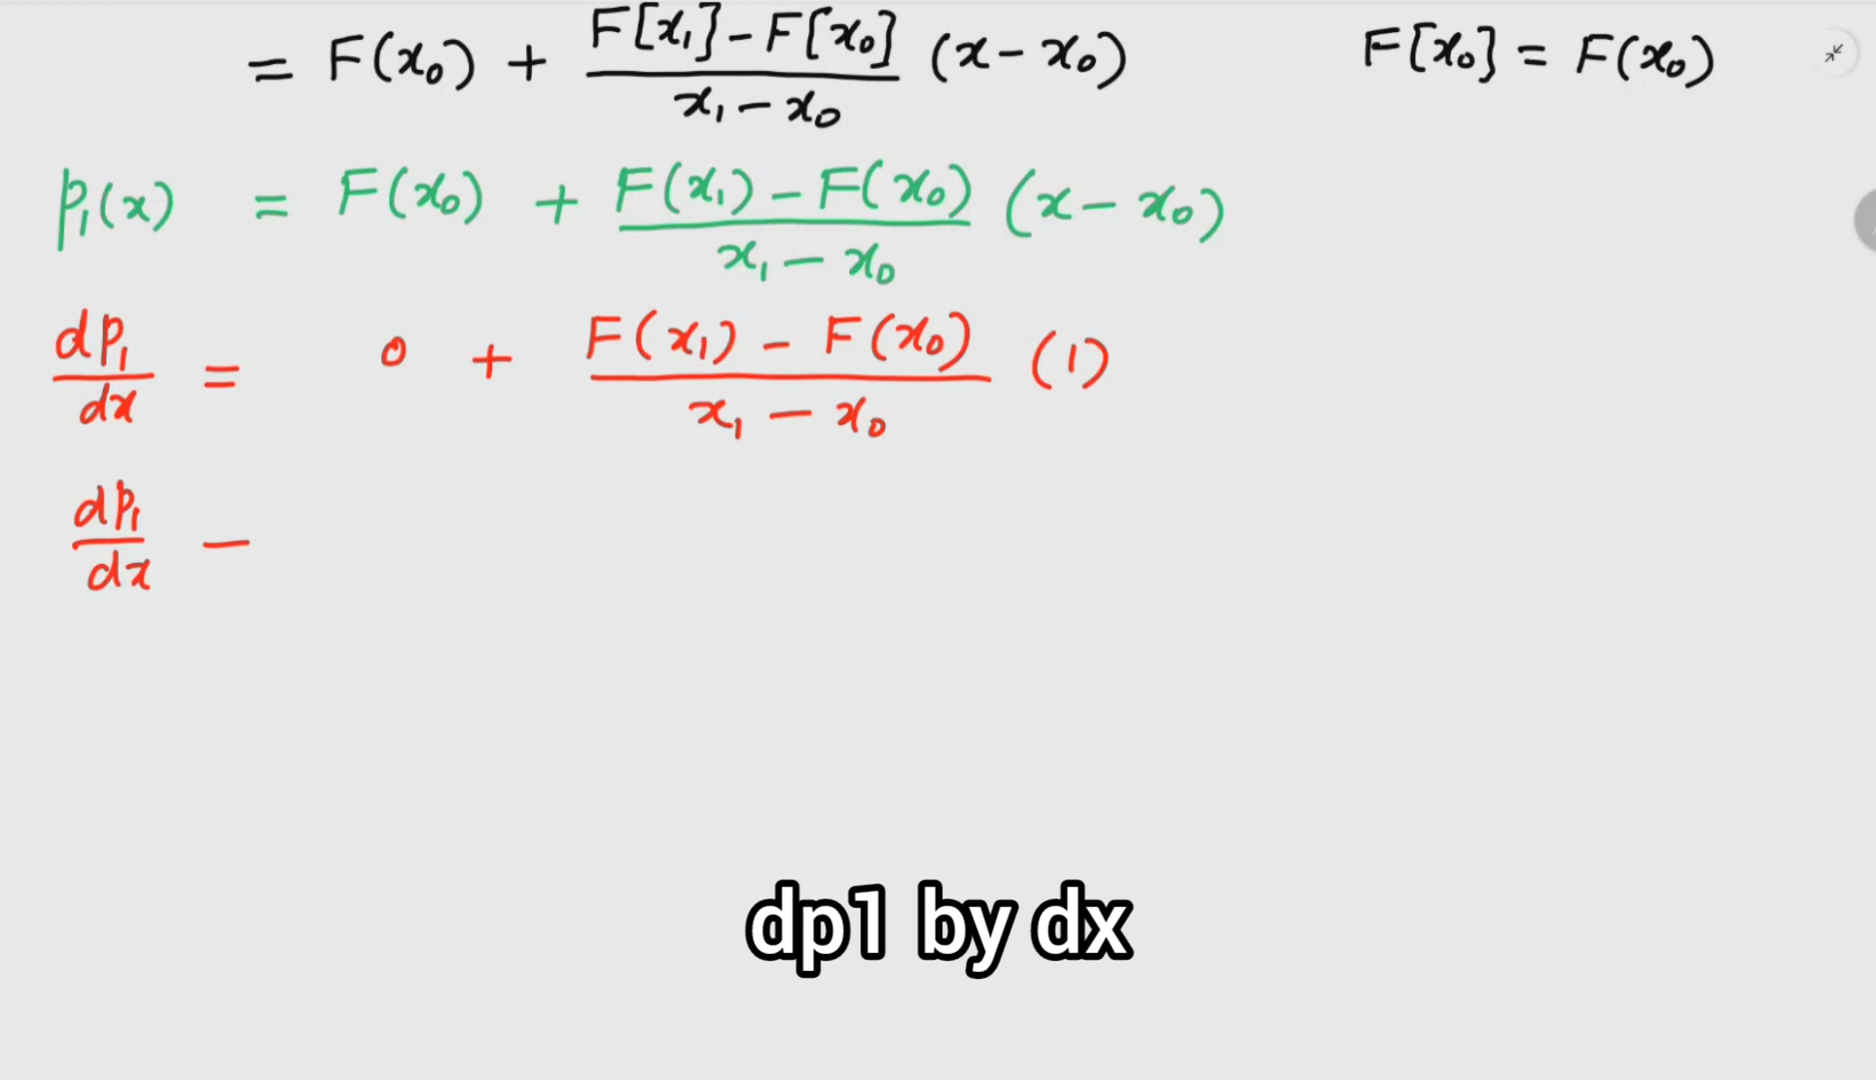 = F(x₀) + F[x₁] - F[x₀] / x₁ - x₀ (x - x₀) F[x₀] = F(x₀)
p₁(x) = F(x₀) + F(x₁) - F(x₀) / x₁ - x₀ (x - x₀)
dp₁/dx = 0 + F(x₁) - F(x₀) / x₁ - x₀ (1)
dp₁/dx -
dp1 by dx